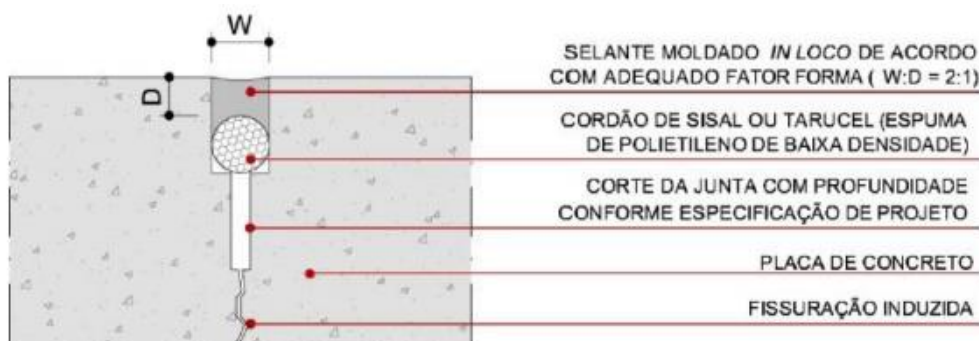 W
D
SELANTE MOLDADO IN LOCO DE ACORDO
COM ADEQUADO FATOR FORMA ( W:D = 2:1)
CORDÃO DE SISAL OU TARUCEL (ESPUMA
DE POLIETILENO DE BAIXA DENSIDADE)
CORTE DA JUNTA COM PROFUNDIDADE
CONFORME ESPECIFICAÇÃO DE PROJETO
PLACA DE CONCRETO
FISSURAÇÃO INDUZIDA